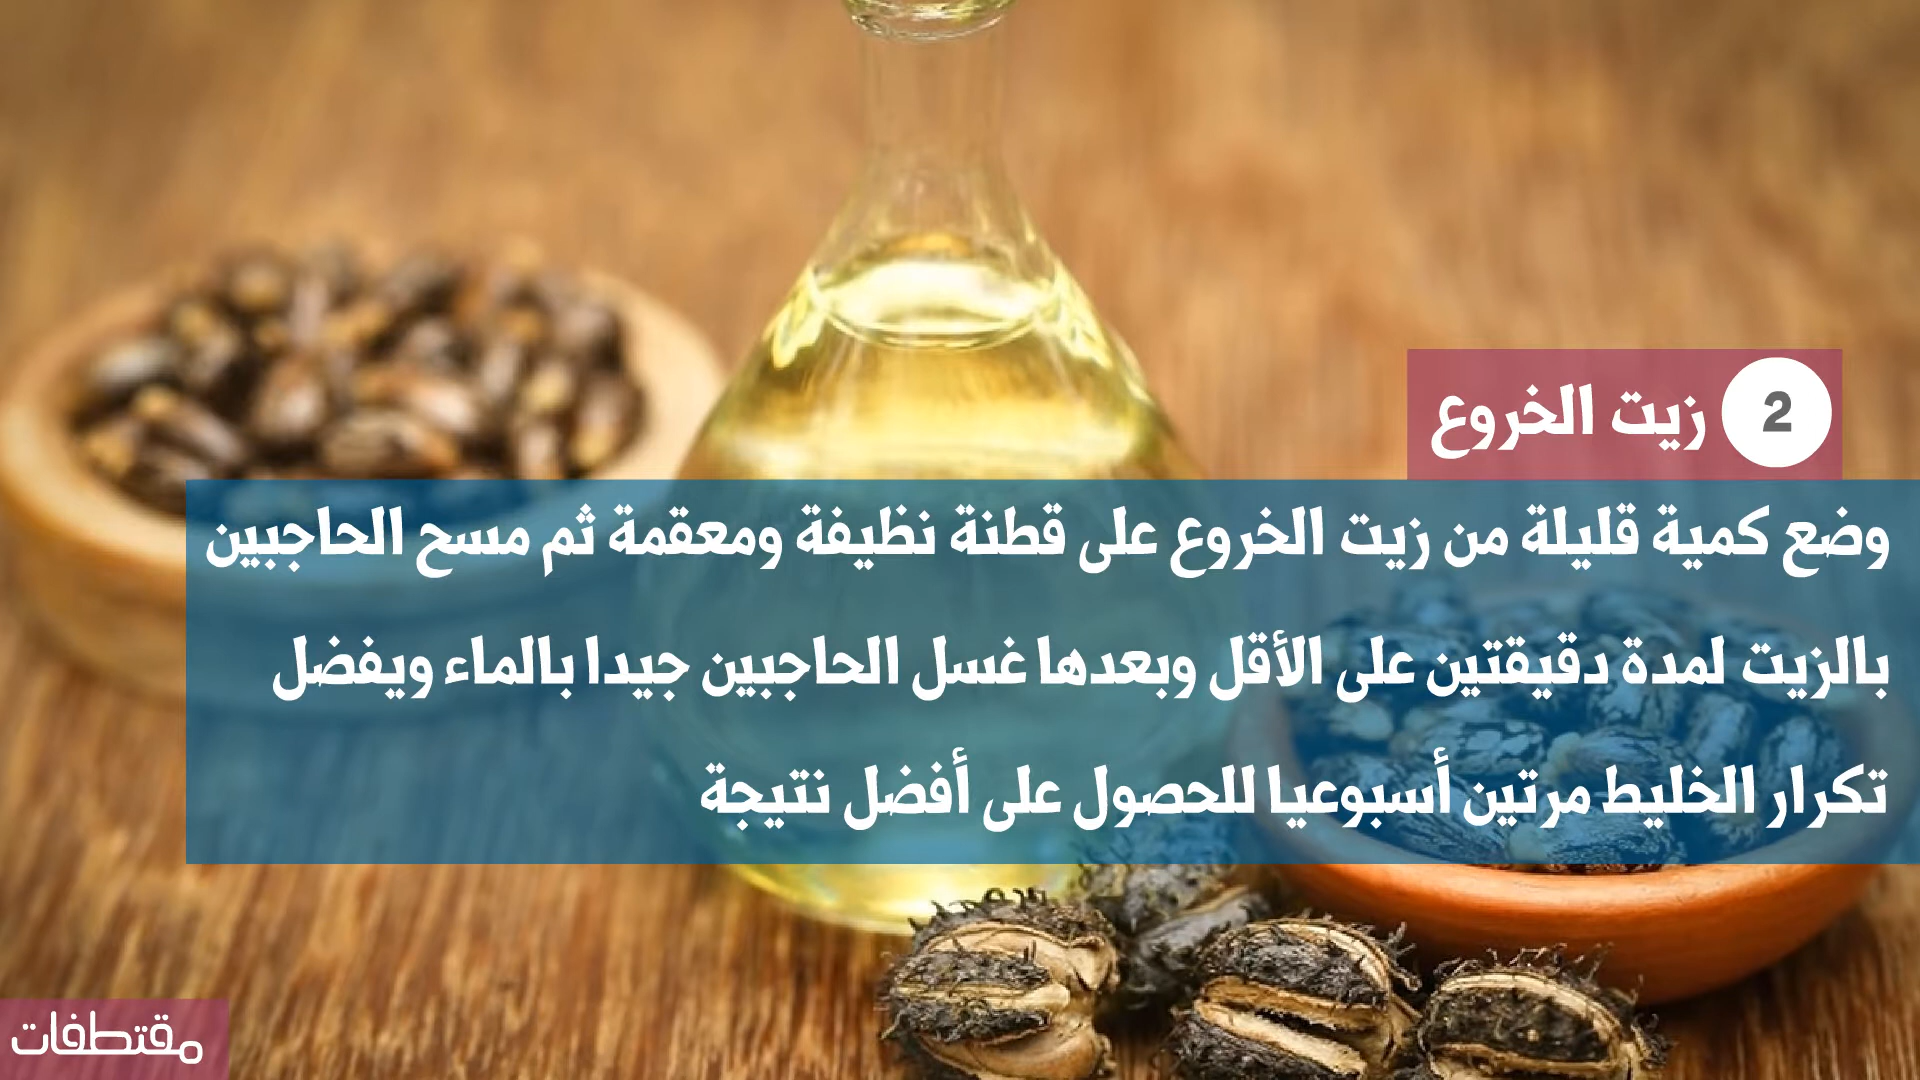 2 زيت الخروع
وضع كمية قليلة من زيت الخروع على قطنة نظيفة ومعقمة ثم مسح الحاجبين
بالزيت لمدة دقيقتين على الأقل وبعدها غسل الحاجبين جيدا بالماء ويفضل
تكرار الخليط مرتين أسبوعيا للحصول على أفضل نتيجة
مقتطفات